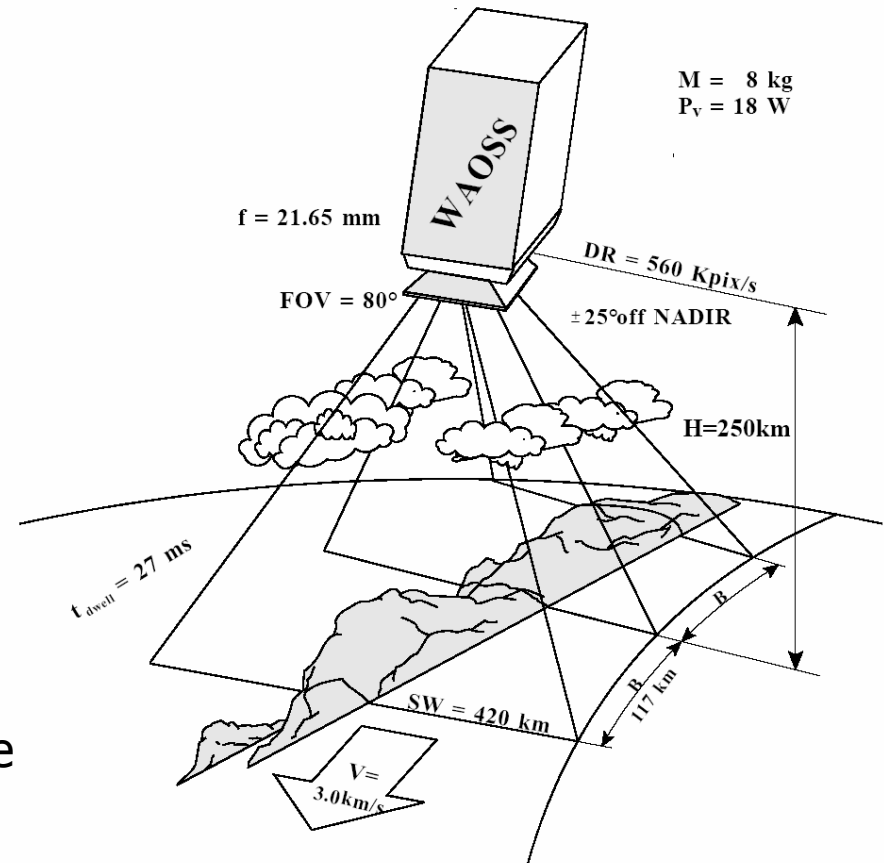 M = 8 kg
Pv = 18 W
WAOSS
f = 21.65 mm
DR = 560 Kpix/s
FOV = 80°
±25°off NADIR
H=250km
t dwell = 27 ms
B
B
117 km
SW = 420 km
e
V=
3.0km/s